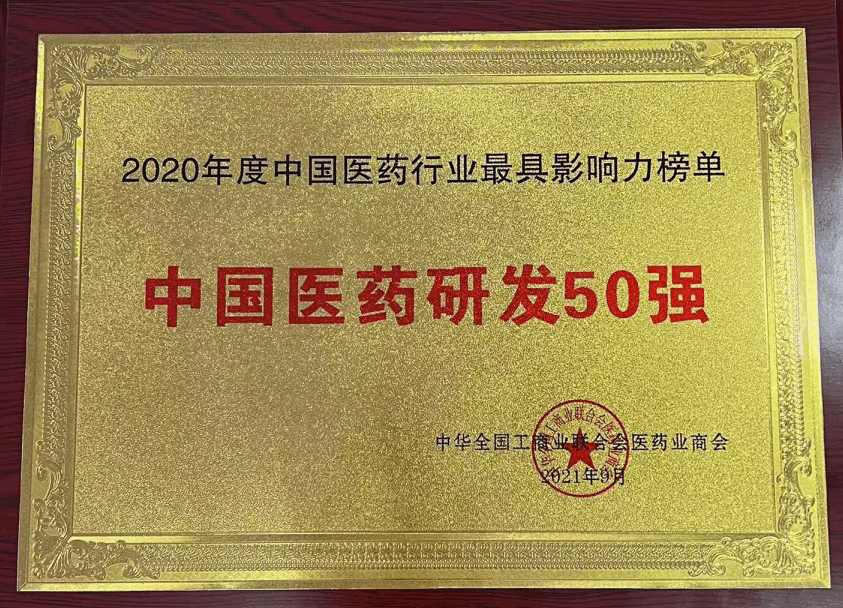 2020年度中国医药行业最具影响力榜单
中国医药研发50强
中华全国工商业联合会医药业商会
2021年9月